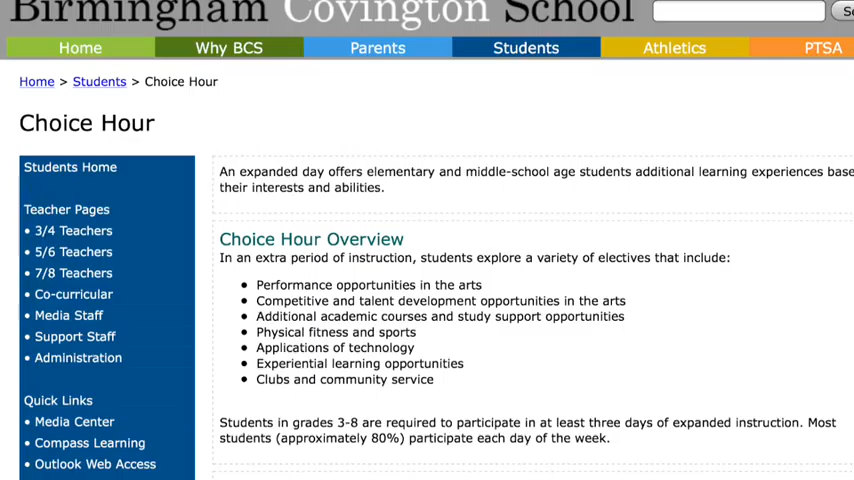 Birmingham Covington School
Home Why BCS Parents Students Athletics PTSA
Home > Students > Choice Hour
Choice Hour
Students Home
Teacher Pages
• 3/4 Teachers
• 5/6 Teachers
• 7/8 Teachers
• Co-curricular
• Media Staff
• Support Staff
• Administration
Quick Links
• Media Center
• Compass Learning
• Outlook Web Access
An expanded day offers elementary and middle-school age students additional learning experiences
their interests and abilities.
Choice Hour Overview
In an extra period of instruction, students explore a variety of electives that include:
• Performance opportunities in the arts
• Competitive and talent development opportunities in the arts
• Additional academic courses and study support opportunities
• Physical fitness and sports
• Applications of technology
• Experiential learning opportunities
• Clubs and community service
Students in grades 3-8 are required to participate in at least three days of expanded instruction. Most
students (approximately 80%) participate each day of the week.